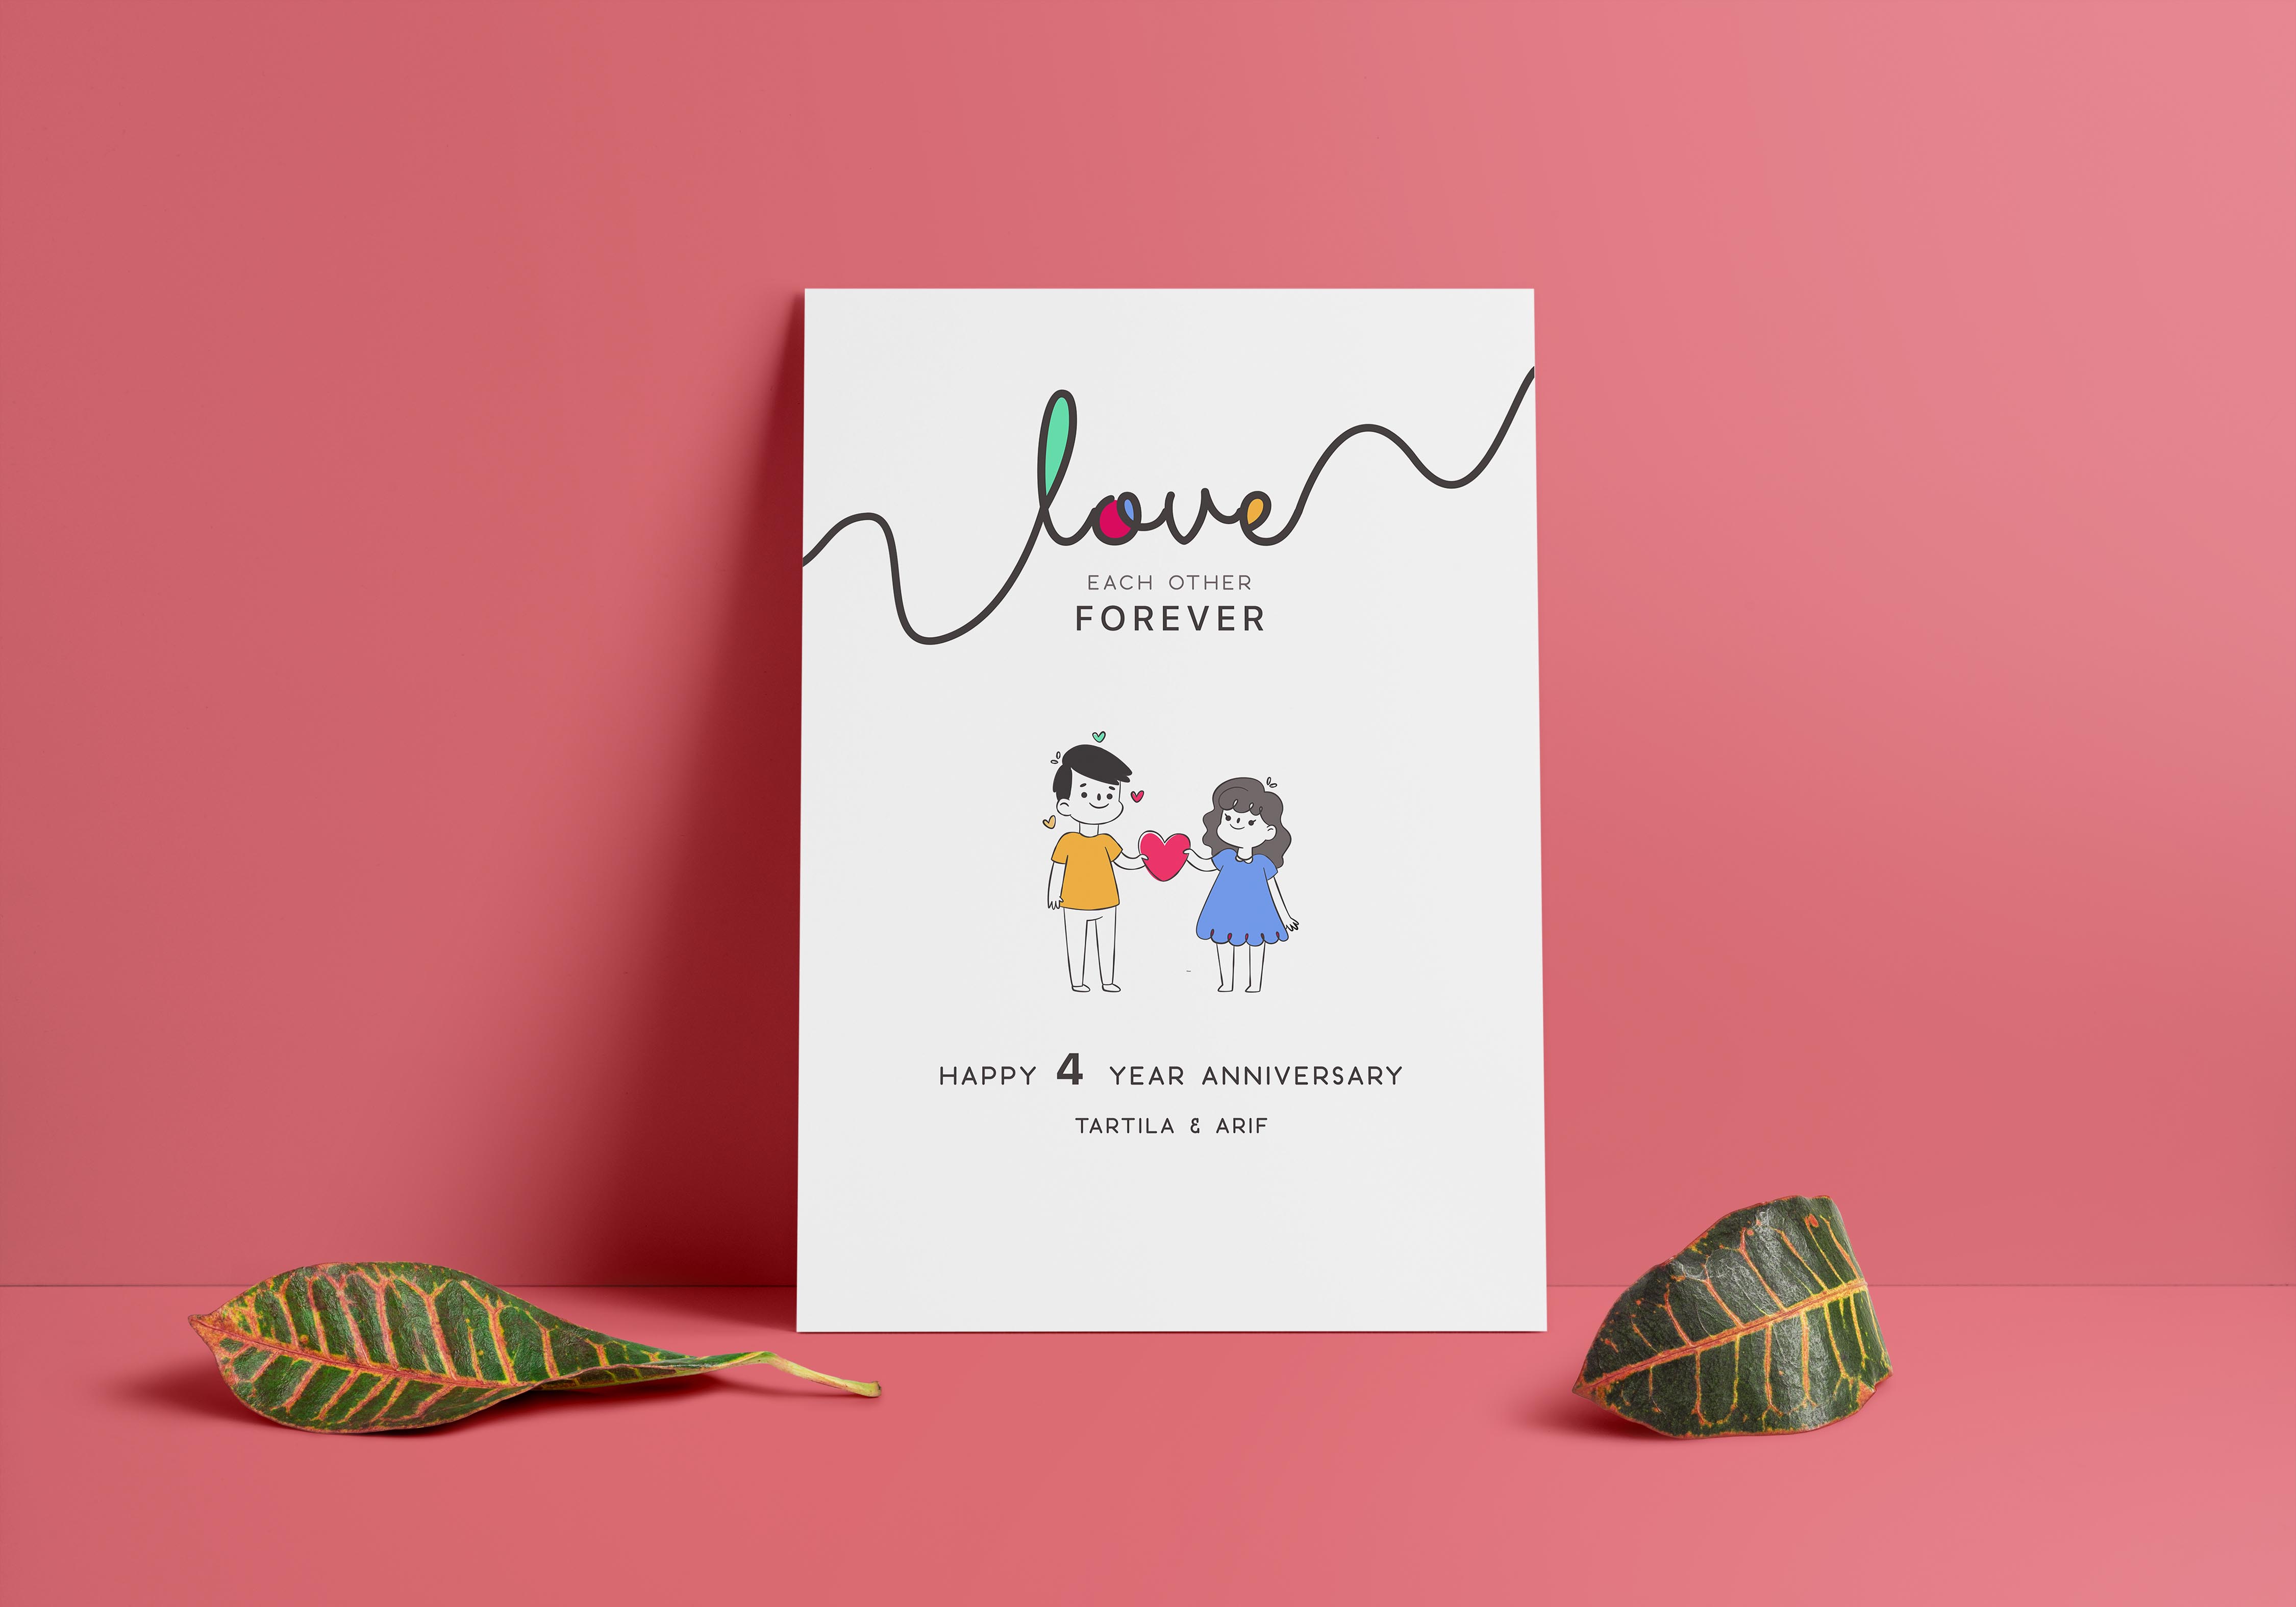 love
EACH OTHER
FOREVER
HAPPY 4 YEAR ANNIVERSARY
TARTILA & ARIF